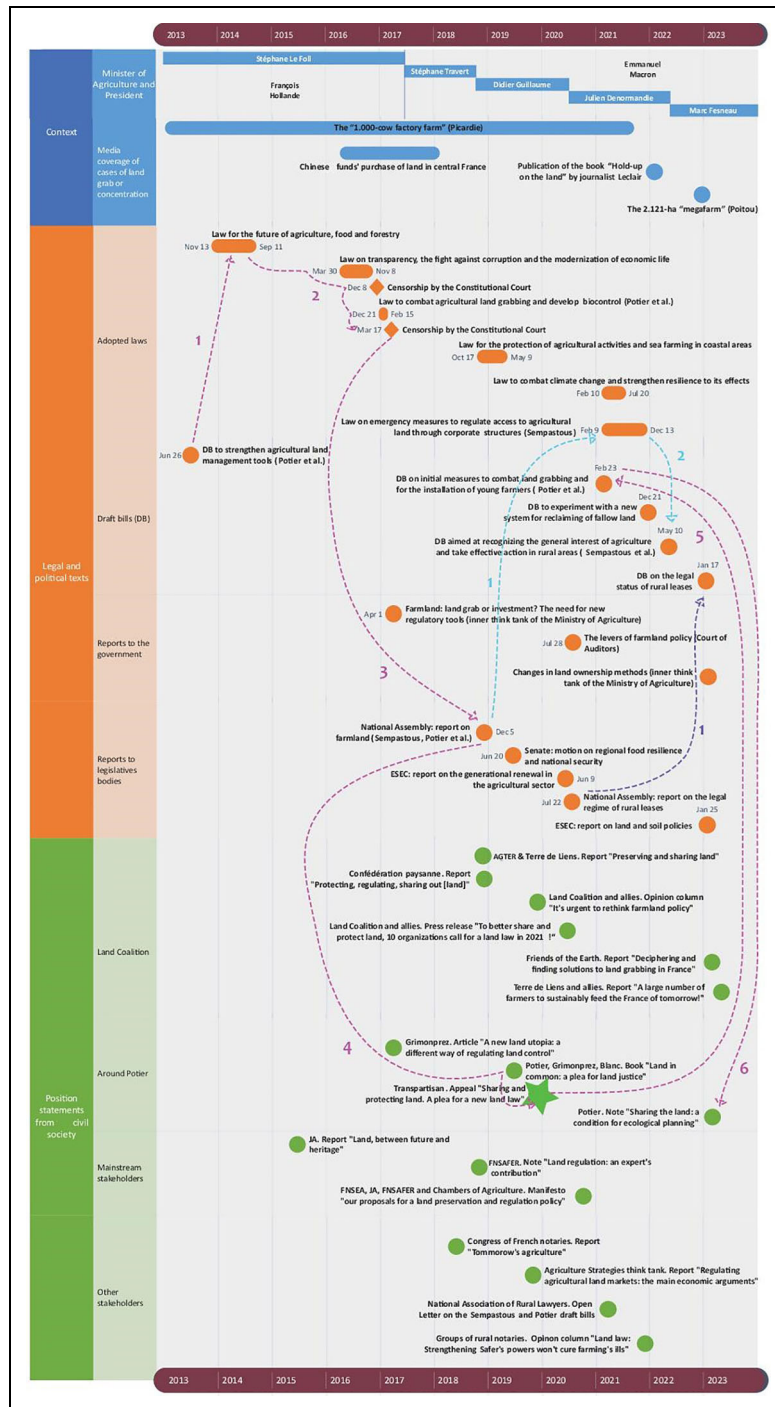 2013 2014 2015 2016 2017 2018 2019 2020 2021 2022 2023
Context
Minister of
Agriculture and
President
Stéphane Le Foll
Stéphane Travert
Didier Guillaume
Julien Denormandie
Marc Fesneau
François
Hollande
Emmanuel
Macron
Media
coverage of
cases of land
grab or
concentration
The "1.000-cow factory farm" (Picardie)
Chinese funds' purchase of land in central France
Publication of the book "Hold-up
on the land" by journalist Leclair
The 2.121-ha "megafarm" (Poitou)
Legal and
political texts
Adopted laws
Law for the future of agriculture, food and forestry
Nov 13 Sep 11
Law on transparency, the fight against corruption and the modernization of economic life
Mar 30 Nov 8
2
Dec 8 Censorship by the Constitutional Court
Law to combat agricultural land grabbing and develop biocontrol (Potier et al.)
Dec 21 Feb 15
Mar 17 Censorship by the Constitutional Court
1
Law for the protection of agricultural activities and sea farming in coastal areas
Oct 17 May 9
Law to combat climate change and strengthen resilience to its effects
Feb 10 Jul 20
Law on emergency measures to regulate access to agricultural
land through corporate structures (Sempastous)
Feb 9 Dec 13
Draft bills (DB)
Jun 26 DB to strengthen agricultural land
management tools (Potier et al.)
2
Feb 23
DB on initial measures to combat land grabbing and
for the installation of young farmers ( Potier et al.)
Dec 21
DB to experiment with a new
system for reclaiming of fallow land
May 10
DB aimed at recognizing the general interest of agriculture
and take effective action in rural areas ( Sempastous et al.)
5
Jan 17
DB on the legal
status of rural leases
1
Reports to the
government
Apr 1
Farmland: land grab or investment? The need for new
regulatory tools (inner think tank of the Ministry of Agriculture)
Jul 28
The levers of farmland policy (Court of
Auditors)
Changes in land ownership methods (inner think
tank of the Ministry of Agriculture)
3
Reports to
legislatives
bodies
National Assembly: report on
farmland (Sempastous, Potier et al.)
Dec 5
1
Jun 20
Senate: motion on regional food resilience
and national security
ESEC: report on the generational renewal in
the agricultural sector
Jun 9
Jul 22
National Assembly: report on the legal
regime of rural leases
Jan 25
ESEC: report on land and soil policies
Position
statements
from civil
society
Land Coalition
AGTER & Terre de Liens. Report "Preserving and sharing land"
Confédération paysanne. Report
"Protecting, regulating, sharing out [land]"
Land Coalition and allies. Opinion column
"It's urgent to rethink farmland policy"
Land Coalition and allies. Press release "To better share and
protect land, 10 organizations call for a land law in 2021 !"
Friends of the Earth. Report "Deciphering and
finding solutions to land grabbing in France"
Terre de Liens and allies. Report "A large number of
farmers to sustainably feed the France of tomorrow!"
Around Potier
4
Grimonprez. Article "A new land utopia: a
different way of regulating land control"
Potier, Grimonprez, Blanc. Book "Land in
common: a plea for land justice"
6
Transpartisan. Appeal "Sharing and
protecting land. A plea for a new land law"
Potier. Note "Sharing the land: a
condition for ecological planning"
Mainstream
stakeholders
JA. Report "Land, between future and
heritage"
FNSAFER. Note "Land regulation: an expert's
contribution"
FNSEA, JA, FNSAFER and Chambers of Agriculture. Manifesto
"our proposals for a land preservation and regulation policy"
Other
stakeholders
Congress of French notaries. Report
"Tommorow's agriculture"
Agriculture Strategies think tank. Report "Regulating
agricultural land markets: the main economic arguments"
National Association of Rural Lawyers. Open
Letter on the Sempastous and Potier draft bills
Groups of rural notaries. Opinon column "Land law:
Strengthening Safer's powers won't cure farming's ills"
2013 2014 2015 2016 2017 2018 2019 2020 2021 2022 2023